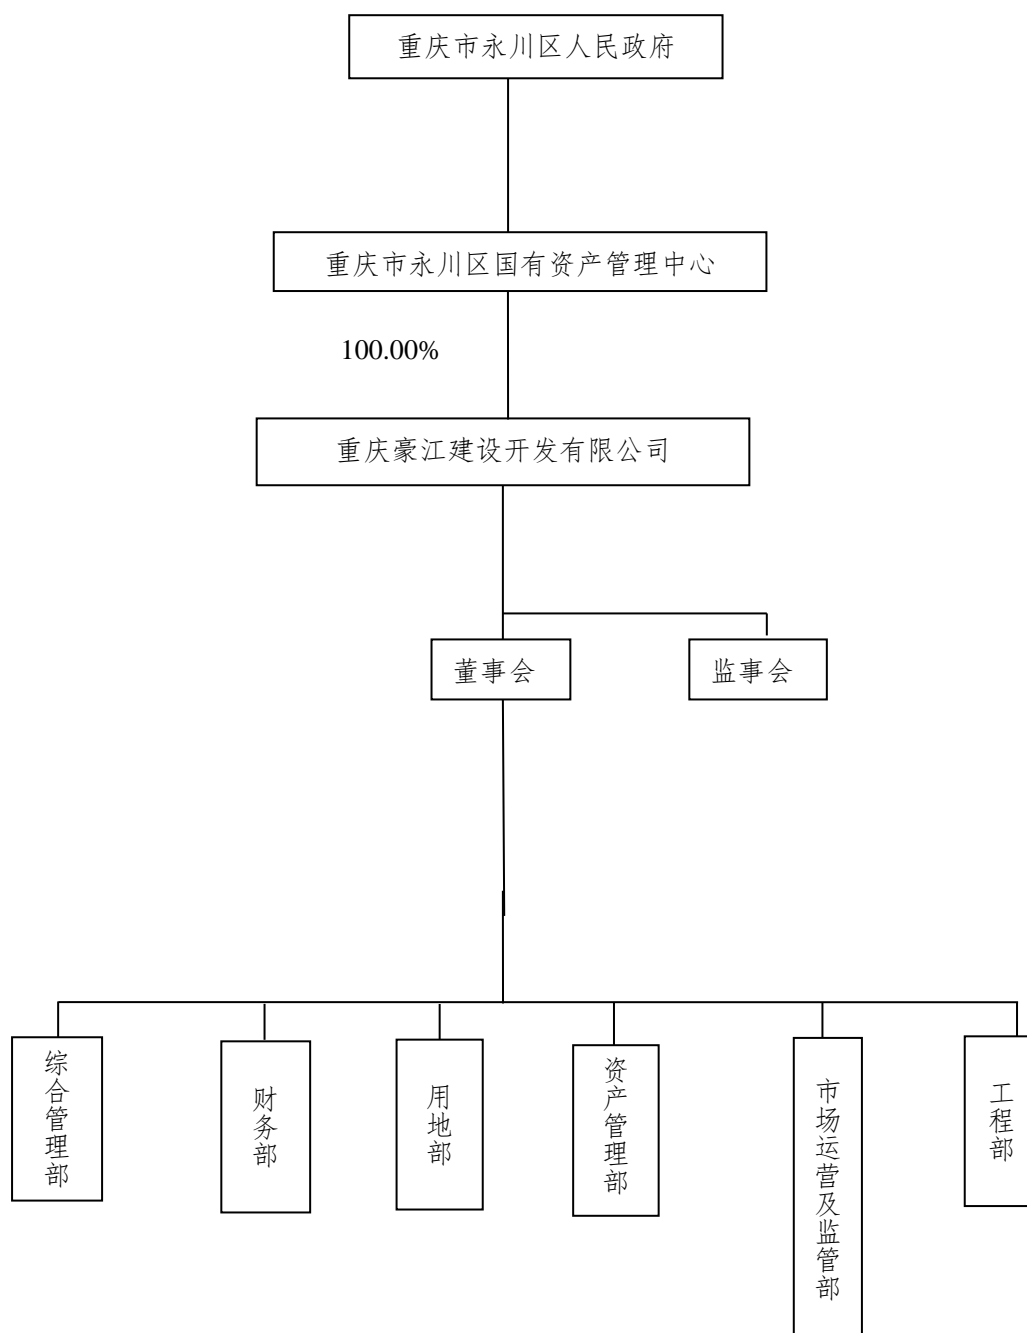 重庆市永川区人民政府
重庆市永川区国有资产管理中心
100.00%
重庆豪江建设开发有限公司
董事会
监事会
综合管理部
财务部
用地部
资产管理部
市场运营及监管部
工程部